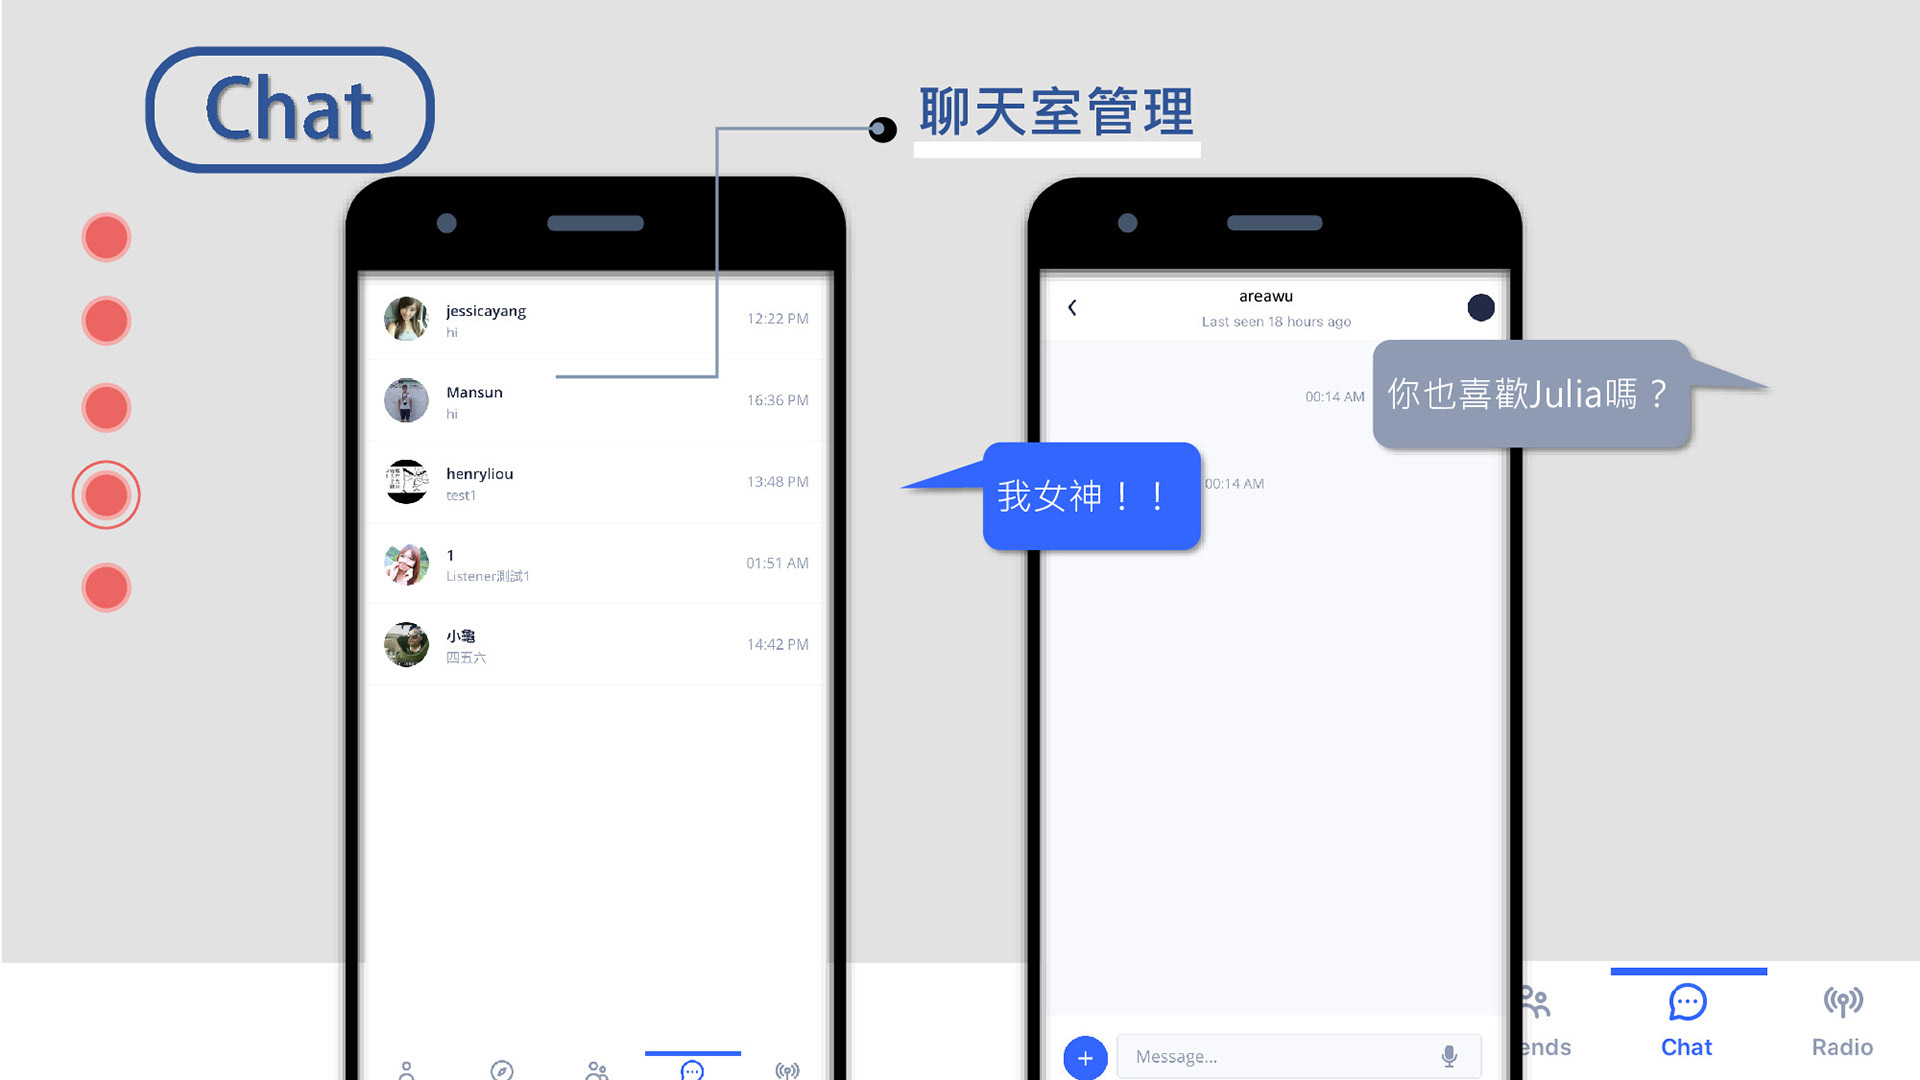 Chat
聊天室管理
jessicayang
hi
12:22 PM
Mansun
hi
16:36 PM
henryliou
test1
13:48 PM
1
Listener測試1
01:51 AM
小龜
四五六
14:42 PM
areawu
Last seen 18 hours ago
00:14 AM
你也喜歡Julia嗎？
我女神！！
00:14 AM
Message...
ends
Chat
Radio